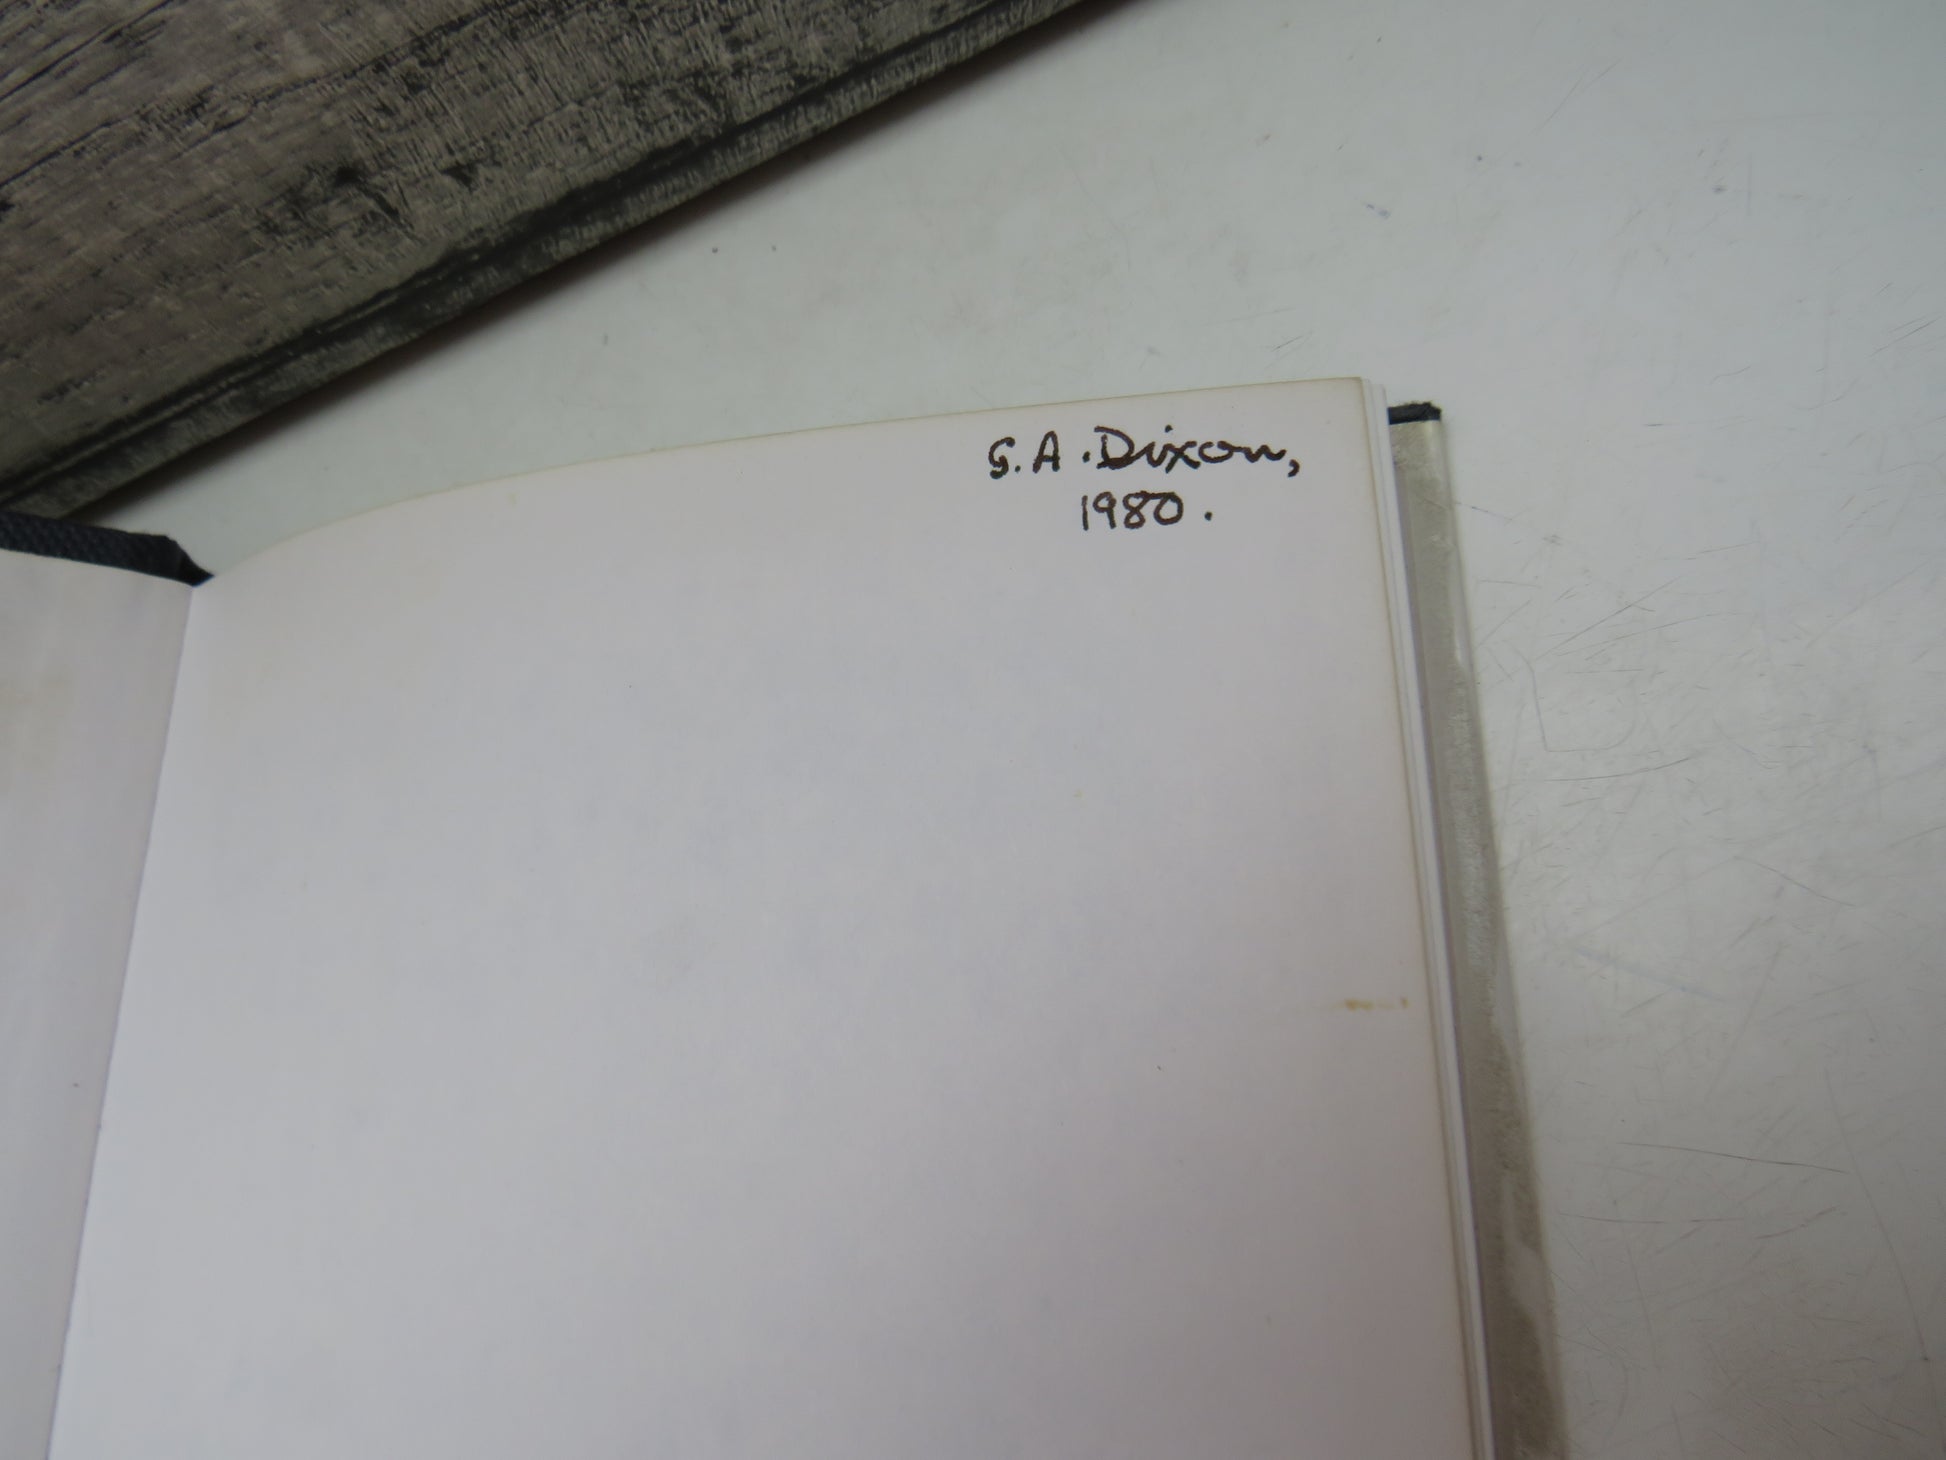 G. A. Dixon,
1980.